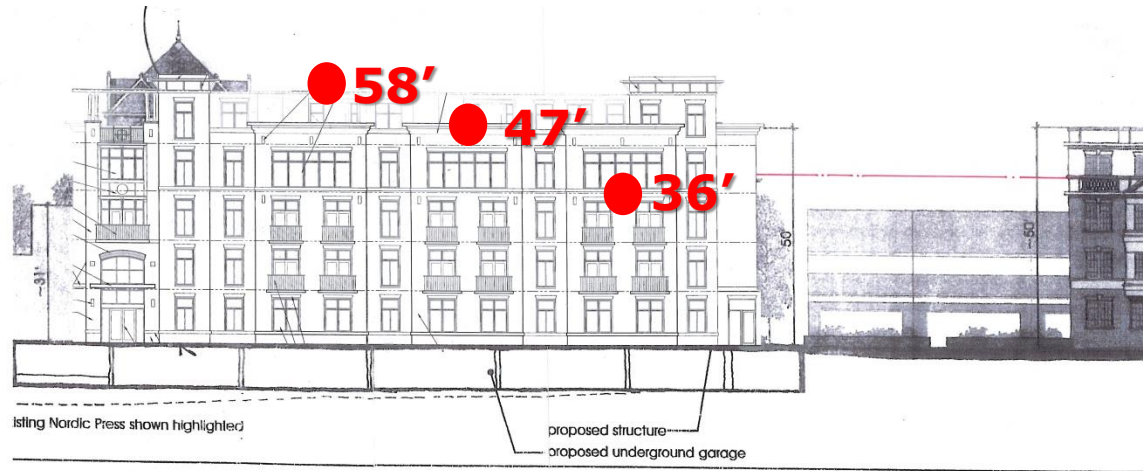 58’
47’
36’
~31'
50'
~50'
isting Nordic Press shown highlighted
proposed structure
proposed underground garage